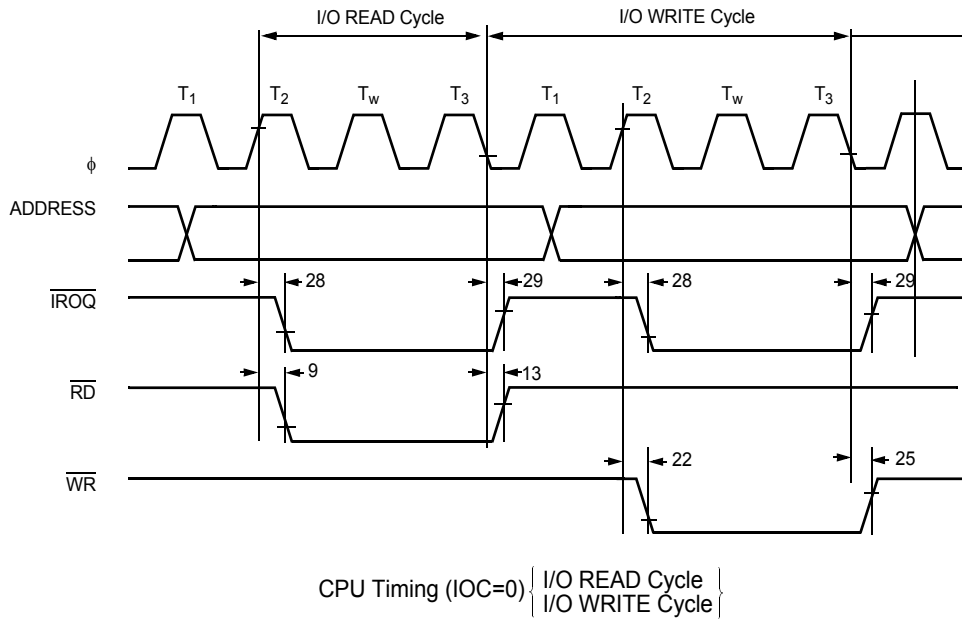 I/O READ Cycle I/O WRITE Cycle
T1 T2 Tw T3 T1 T2 Tw T3
ϕ
ADDRESS
28 29 28 29
IROQ
9 13
RD
22 25
WR
CPU Timing (IOC=0) { I/O READ Cycle
I/O WRITE Cycle }